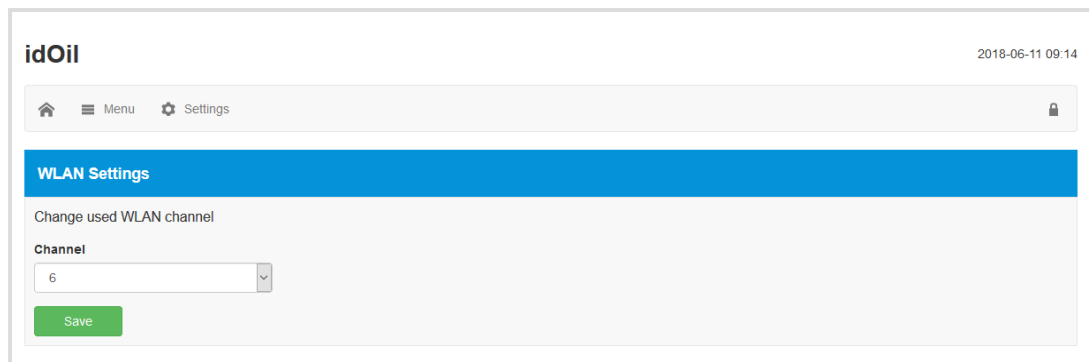 idOil
2018-06-11 09:14
Menu Settings
WLAN Settings
Change used WLAN channel
Channel
6
Save